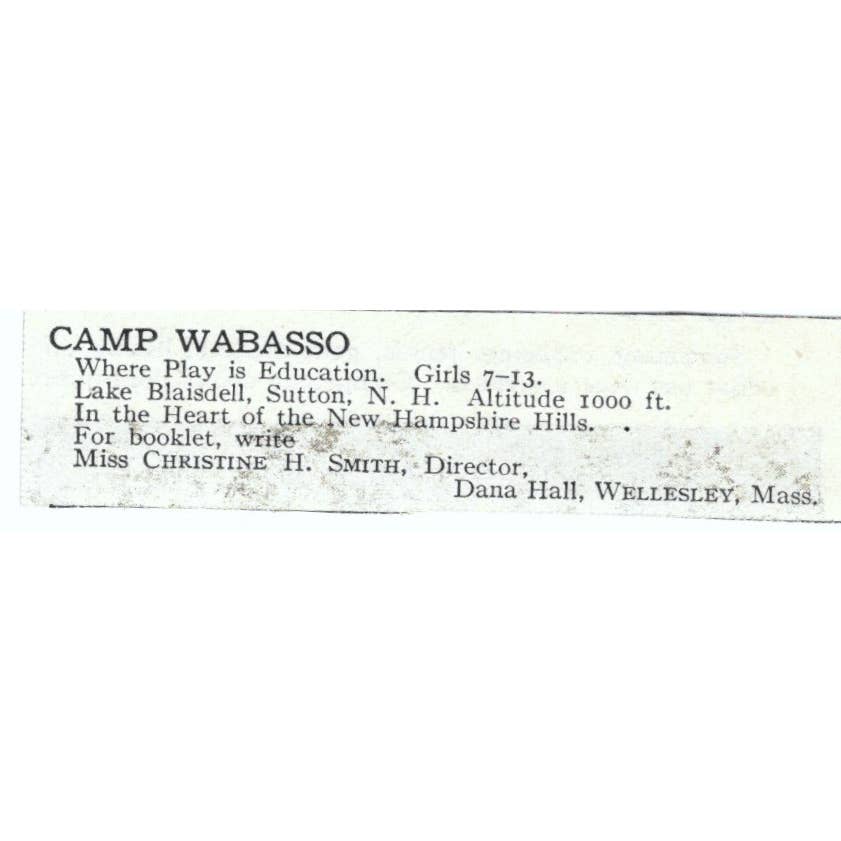 CAMP WABASSO
Where Play is Education. Girls 7–13.
Lake Blaisdell, Sutton, N. H. Altitude 1000 ft.
In the Heart of the New Hampshire Hills.
For booklet, write
Miss CHRISTINE H. SMITH, Director,
Dana Hall, WELLESLEY, Mass.